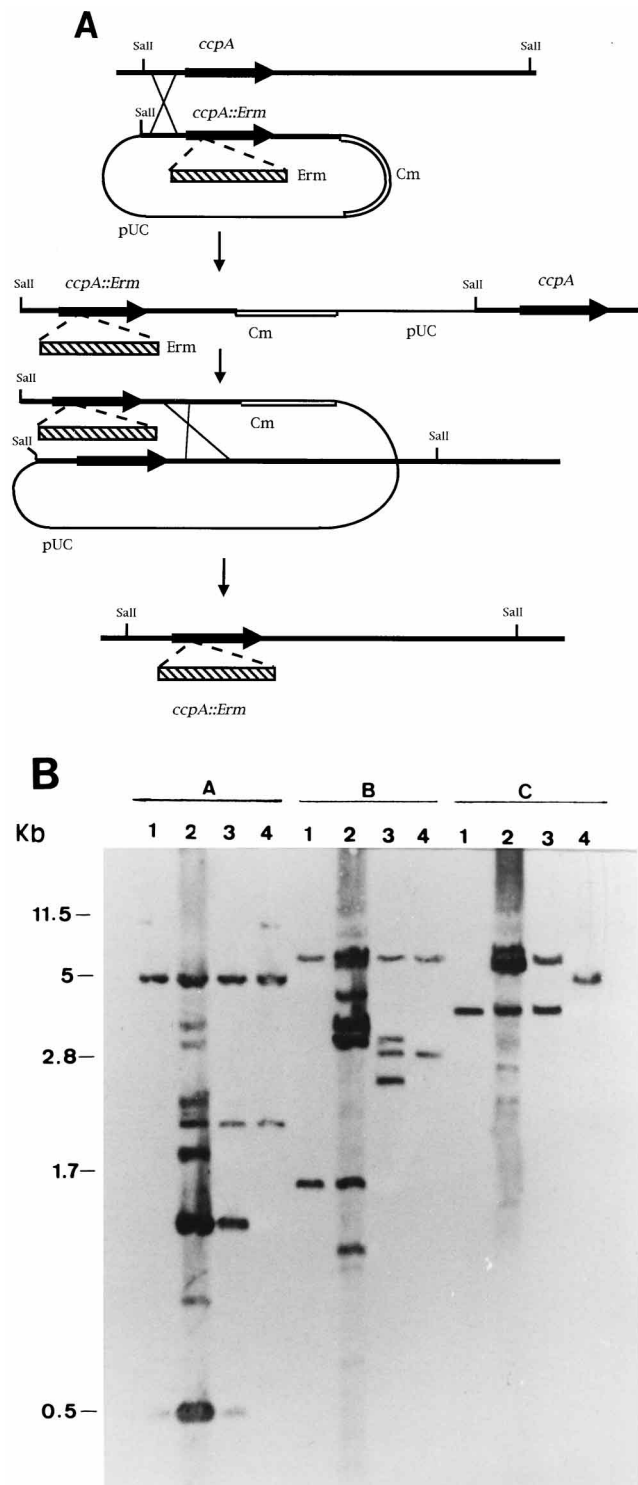 A
ccpA
SalI SalI
ccpA::Erm
SalI
Erm
Cm
pUC
SalI ccpA::Erm SalI ccpA
Cm pUC
Erm
SalI
Cm
SalI
pUC
SalI SalI
ccpA::Erm
B
A B C
Kb 1 2 3 4 1 2 3 4 1 2 3 4
11.5
5
2.8
1.7
0.5